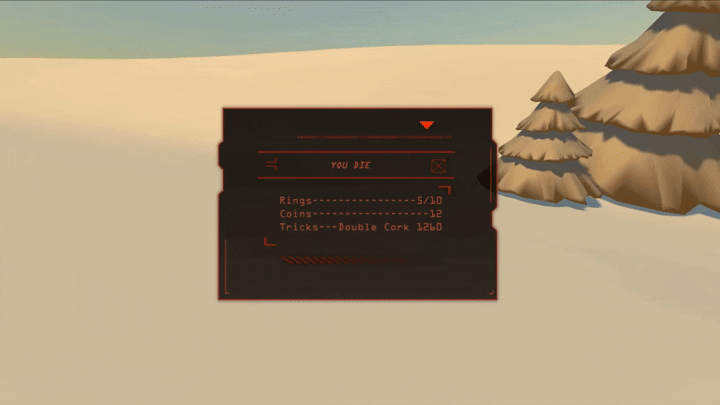 YOU DIE
Rings----------------5/10
Coins------------------12
Tricks---Double Cork 1260